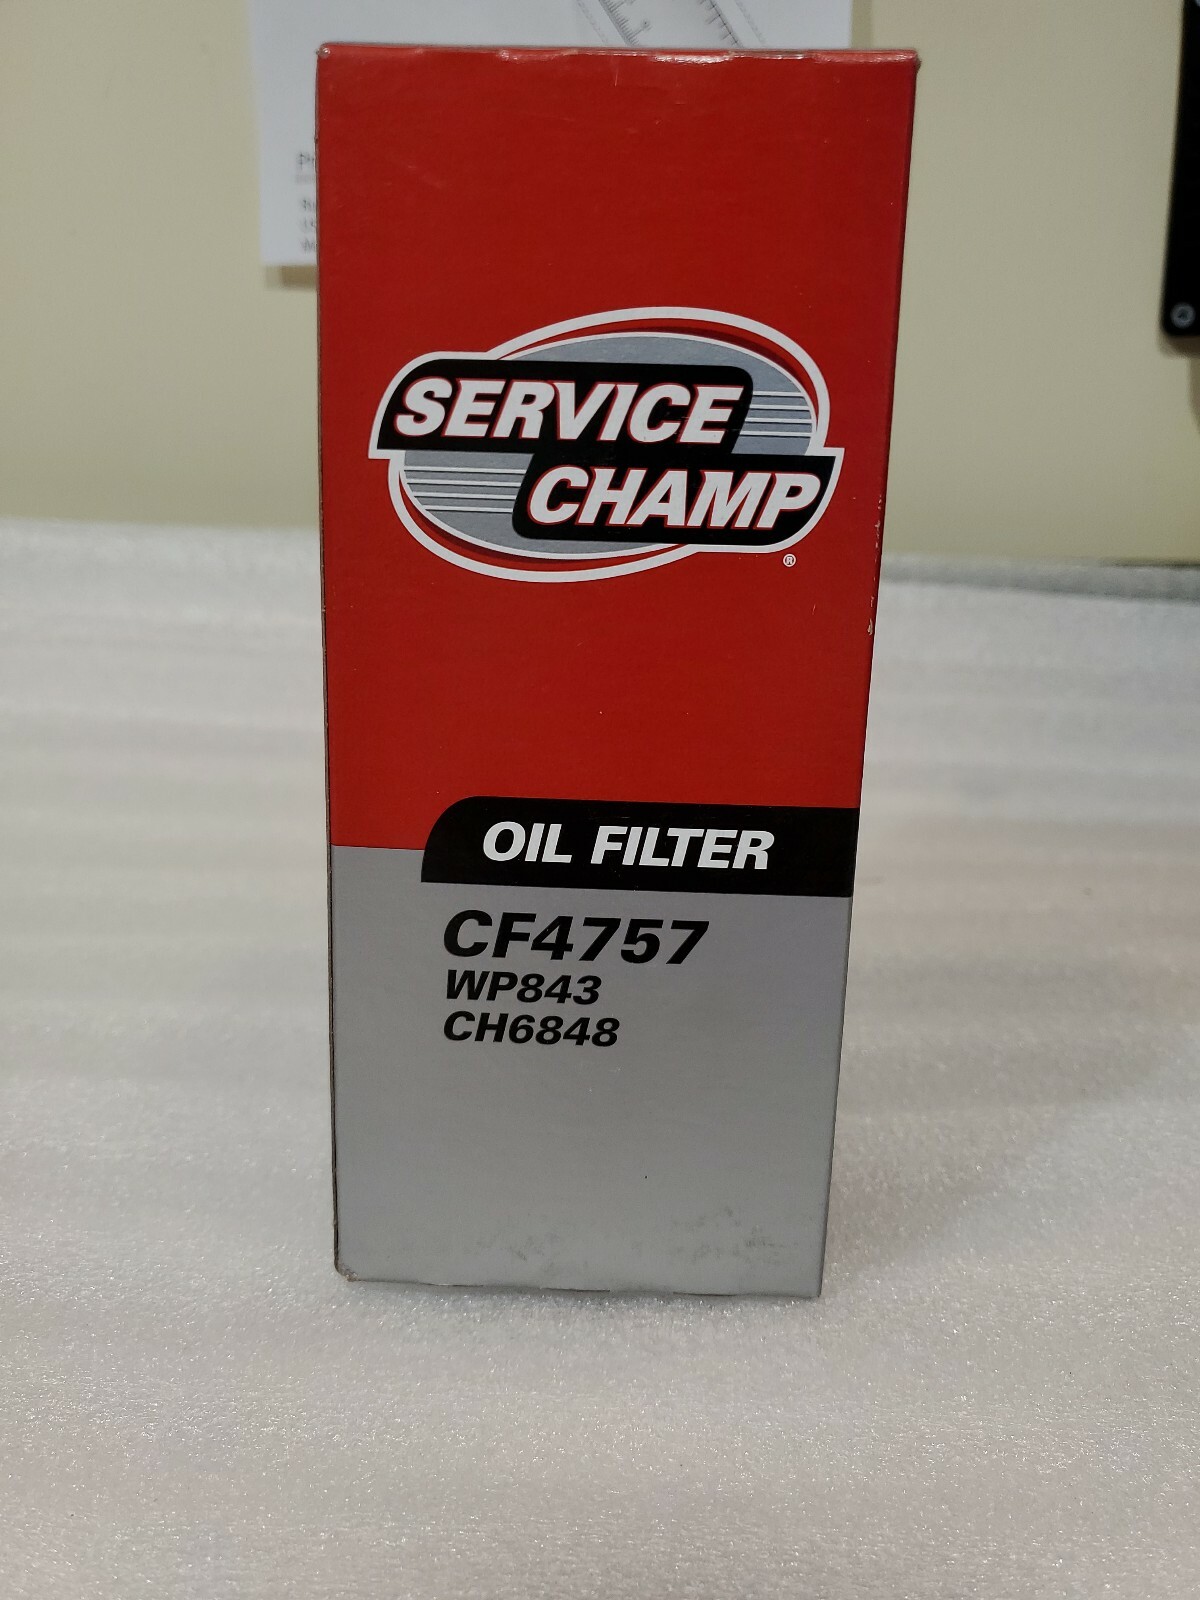 SERVICE
CHAMP
®
OIL FILTER
CF4757
WP843
CH6848